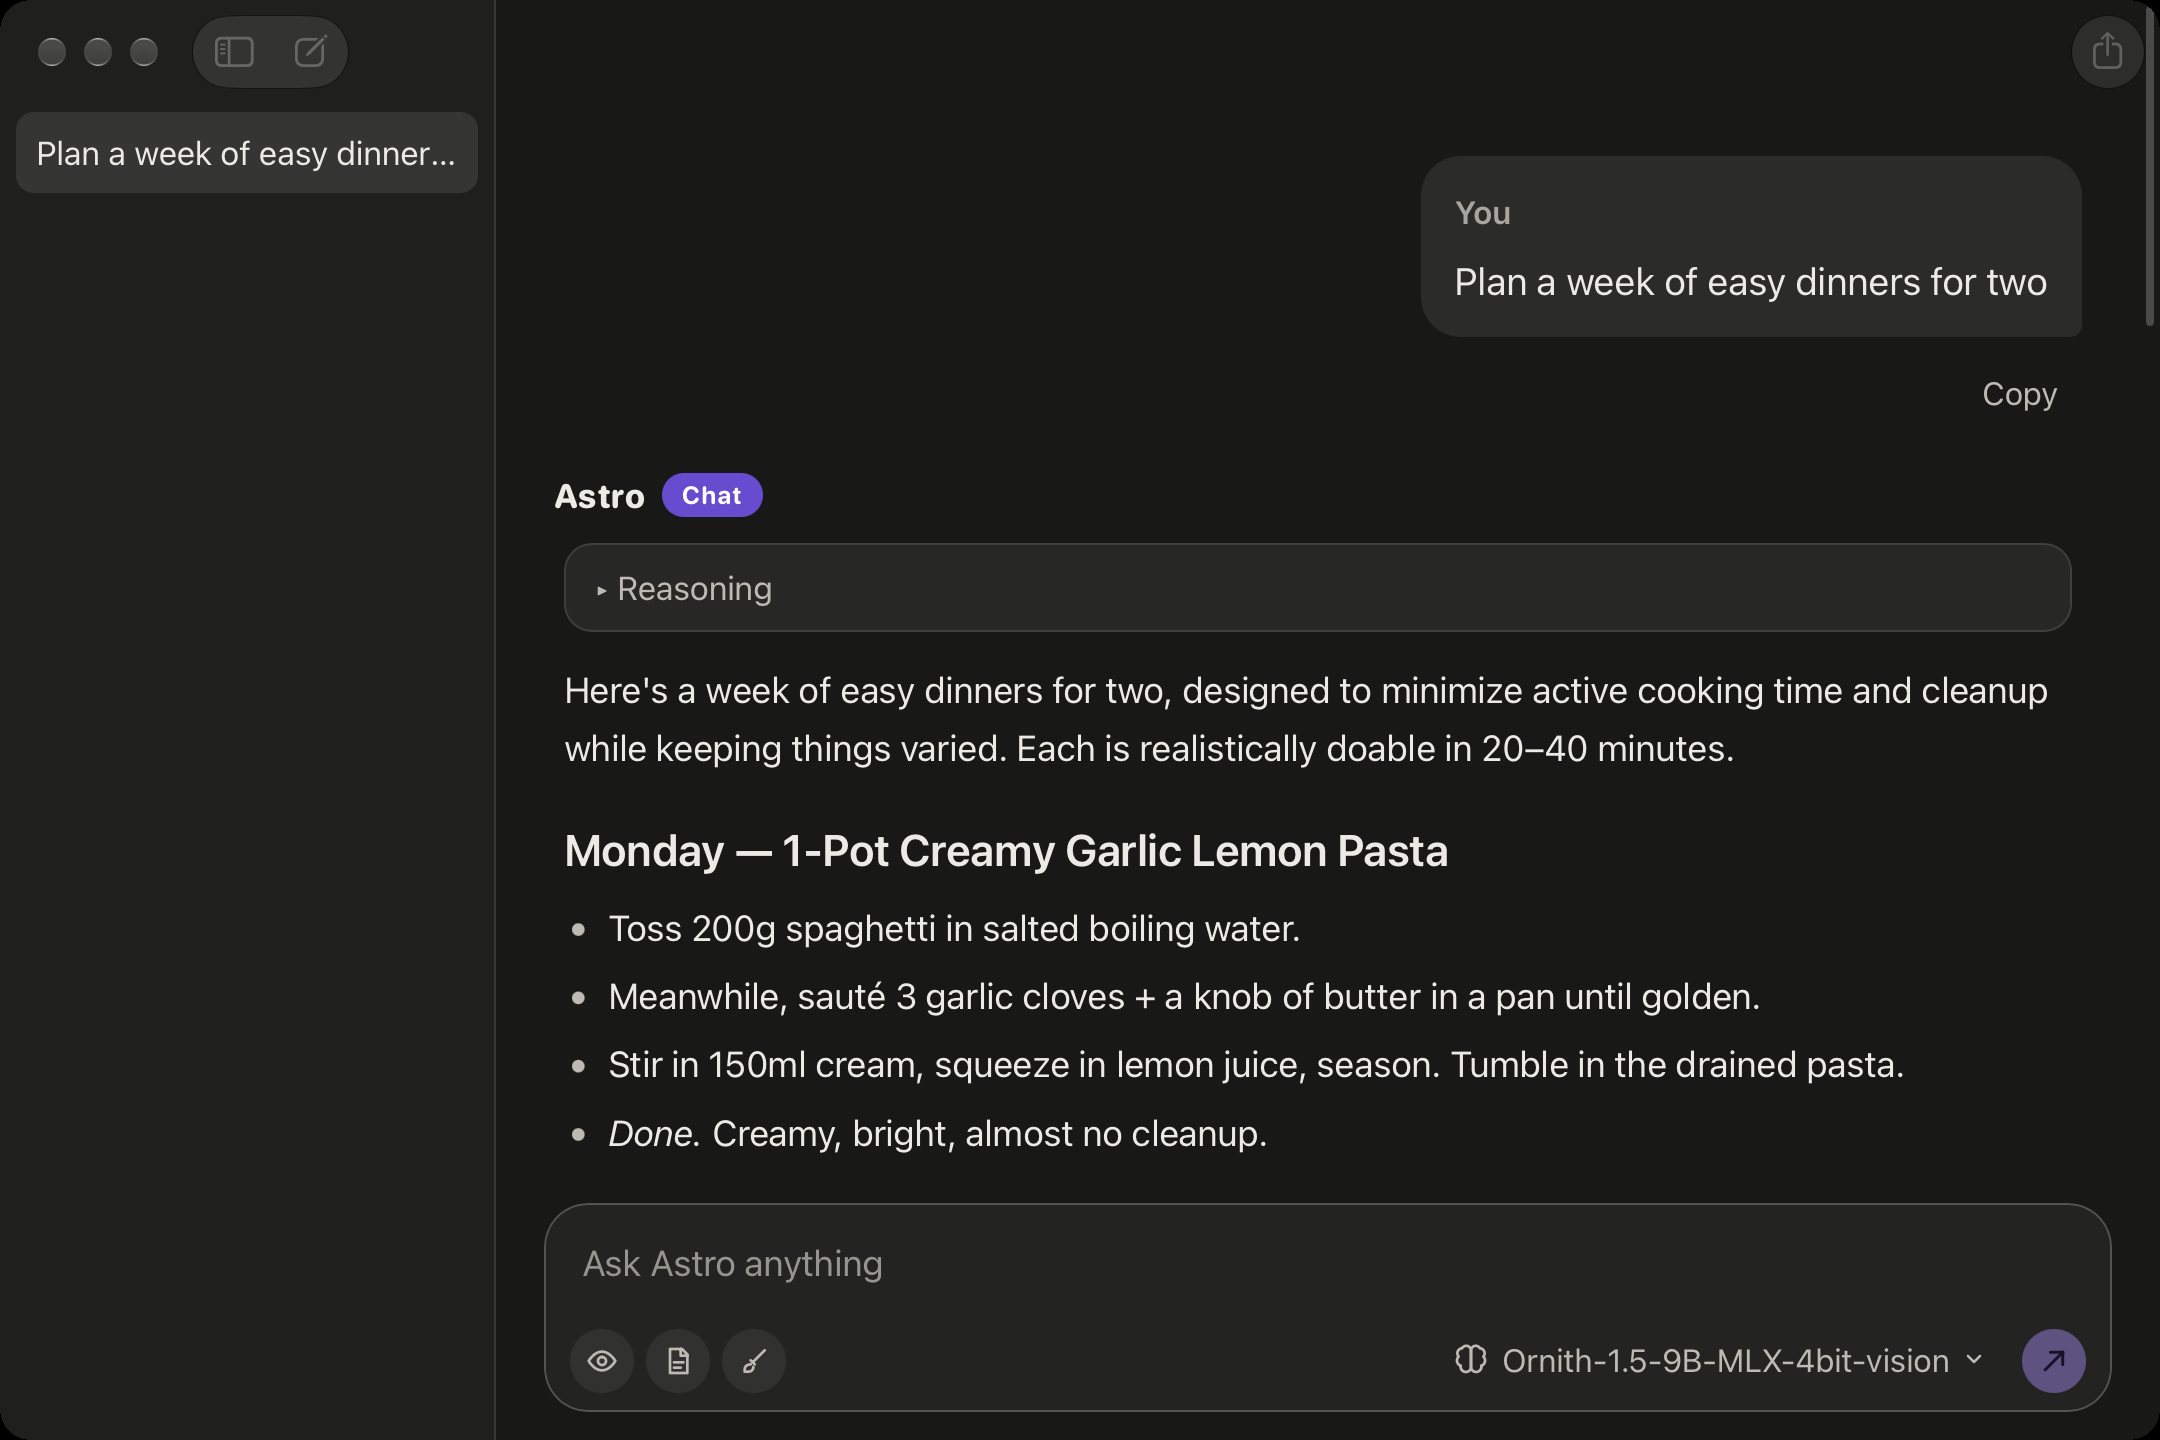 Plan a week of easy dinner...
You
Plan a week of easy dinners for two
Copy
Astro Chat
▸ Reasoning
Here's a week of easy dinners for two, designed to minimize active cooking time and cleanup
while keeping things varied. Each is realistically doable in 20–40 minutes.
Monday — 1-Pot Creamy Garlic Lemon Pasta
• Toss 200g spaghetti in salted boiling water.
• Meanwhile, sauté 3 garlic cloves + a knob of butter in a pan until golden.
• Stir in 150ml cream, squeeze in lemon juice, season. Tumble in the drained pasta.
• Done. Creamy, bright, almost no cleanup.
Ask Astro anything
Ornith-1.5-9B-MLX-4bit-vision